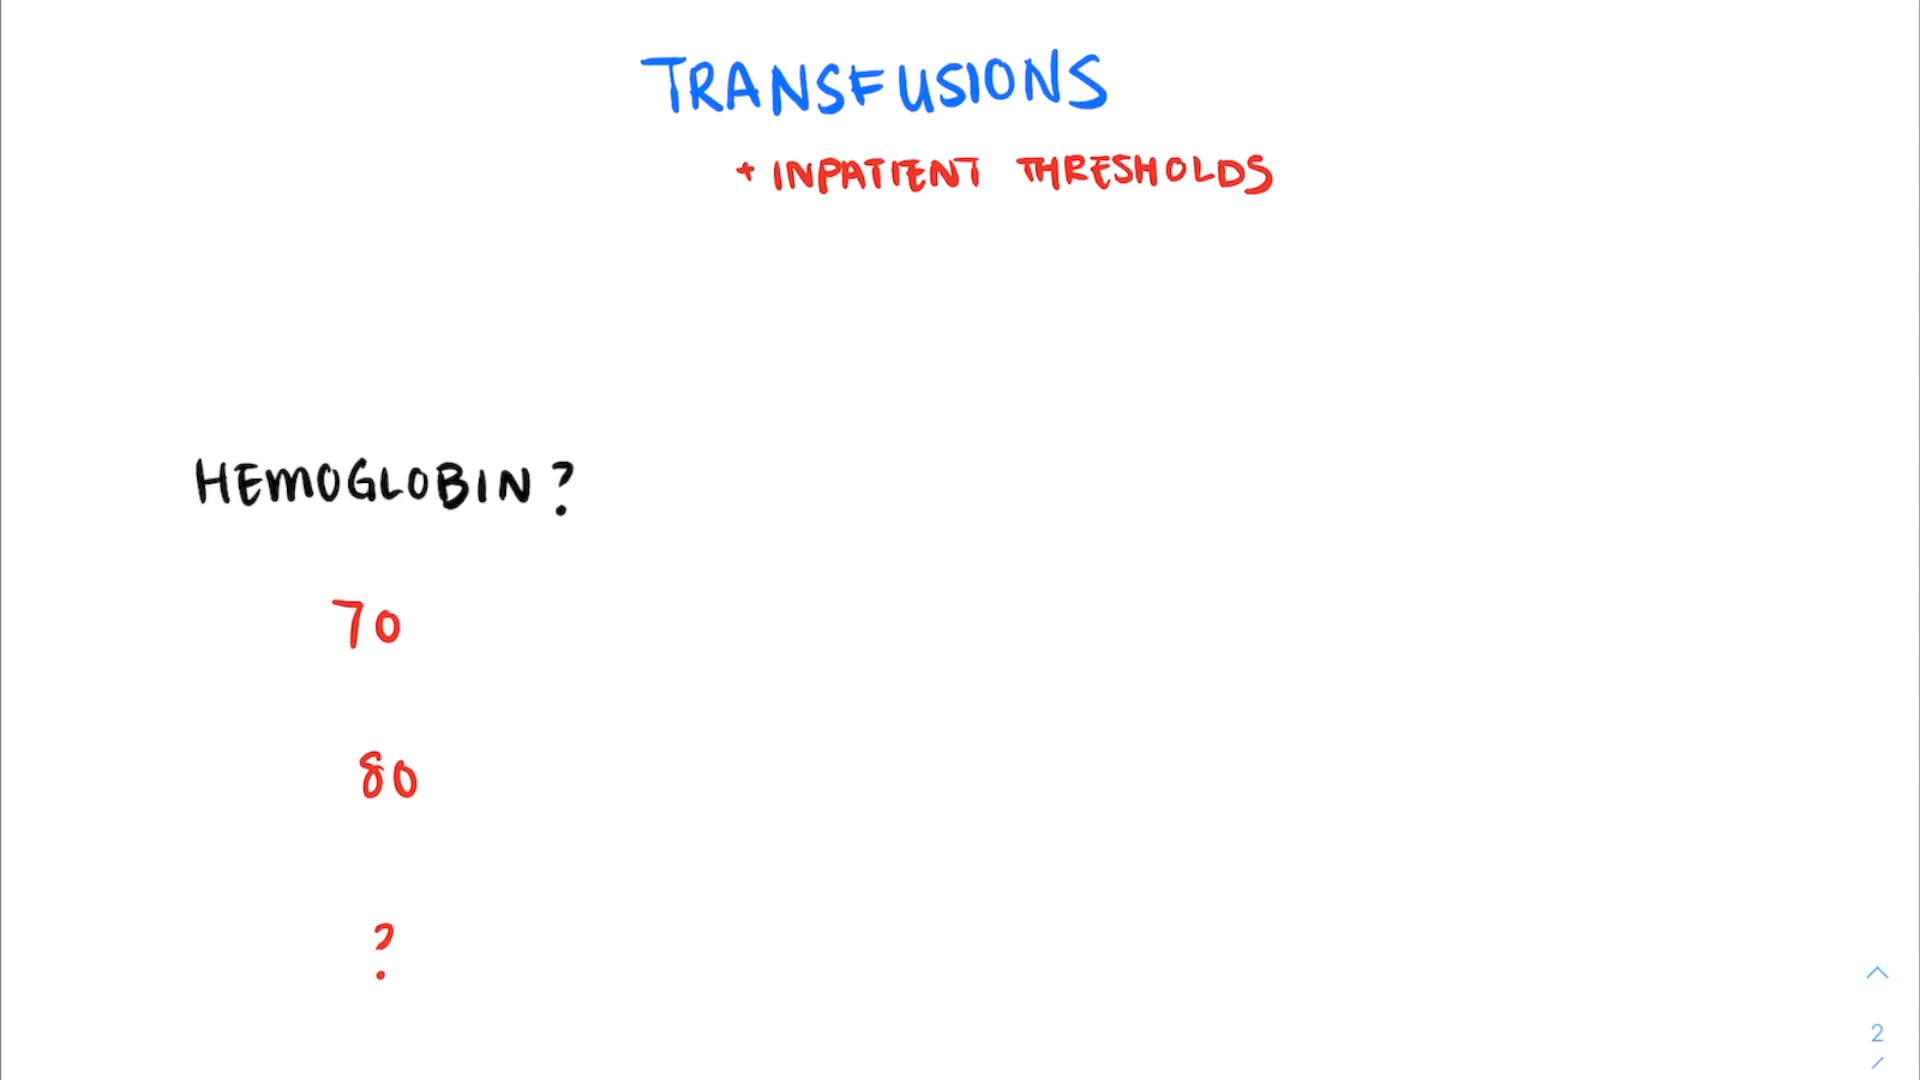 TRANSFUSIONS
+ INPATIENT THRESHOLDS
HEMOGLOBIN?
70
80
?
2